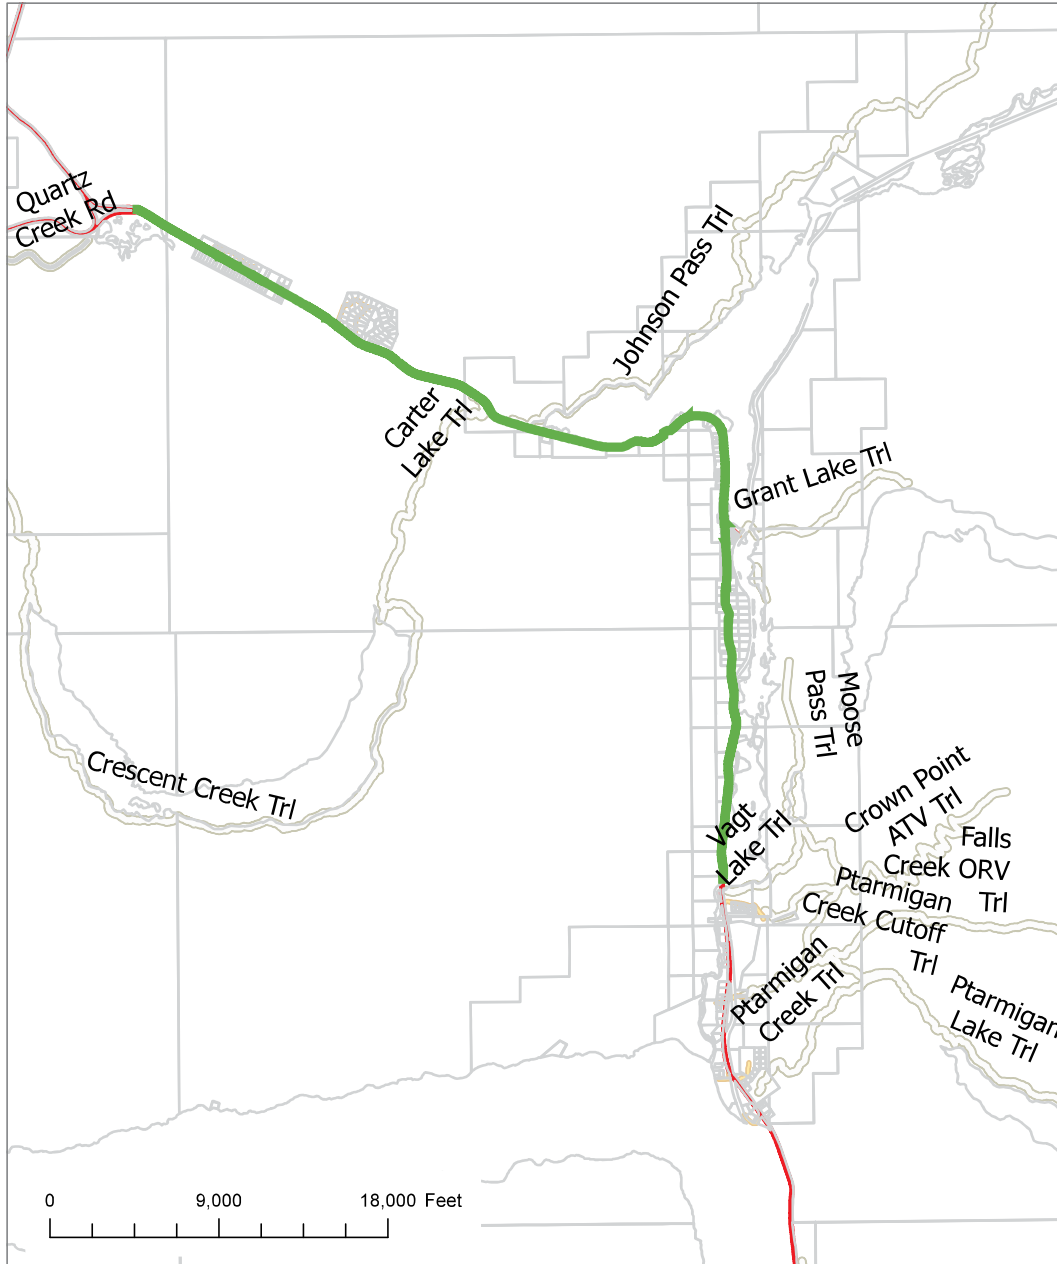 Quartz
Creek Rd
Johnson Pass Trl
Carter
Lake Trl
Grant Lake Trl
Moose
Pass Trl
Crescent Creek Trl
Vagt
Lake Trl
Crown Point
ATV Trl
Falls
Creek ORV
Trl
Ptarmigan
Creek Cutoff
Trl
Ptarmigan
Creek Trl
Ptarmigan
Lake Trl
0 9,000 18,000 Feet